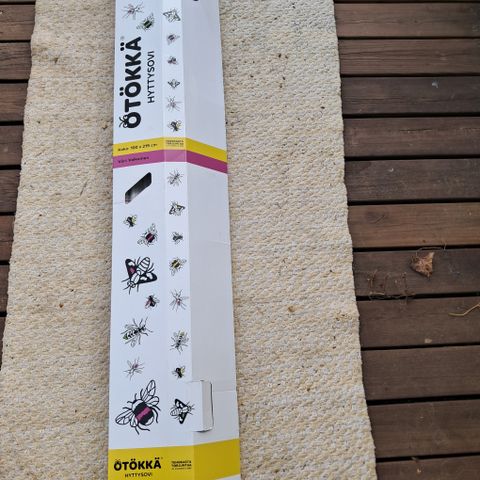 ÖTÖKKÄ®
HYTTYSOVI
Koko: 100 x 215 cm
Väri: Valkoinen
ÖTÖKKÄ®
HYTTYSOVI